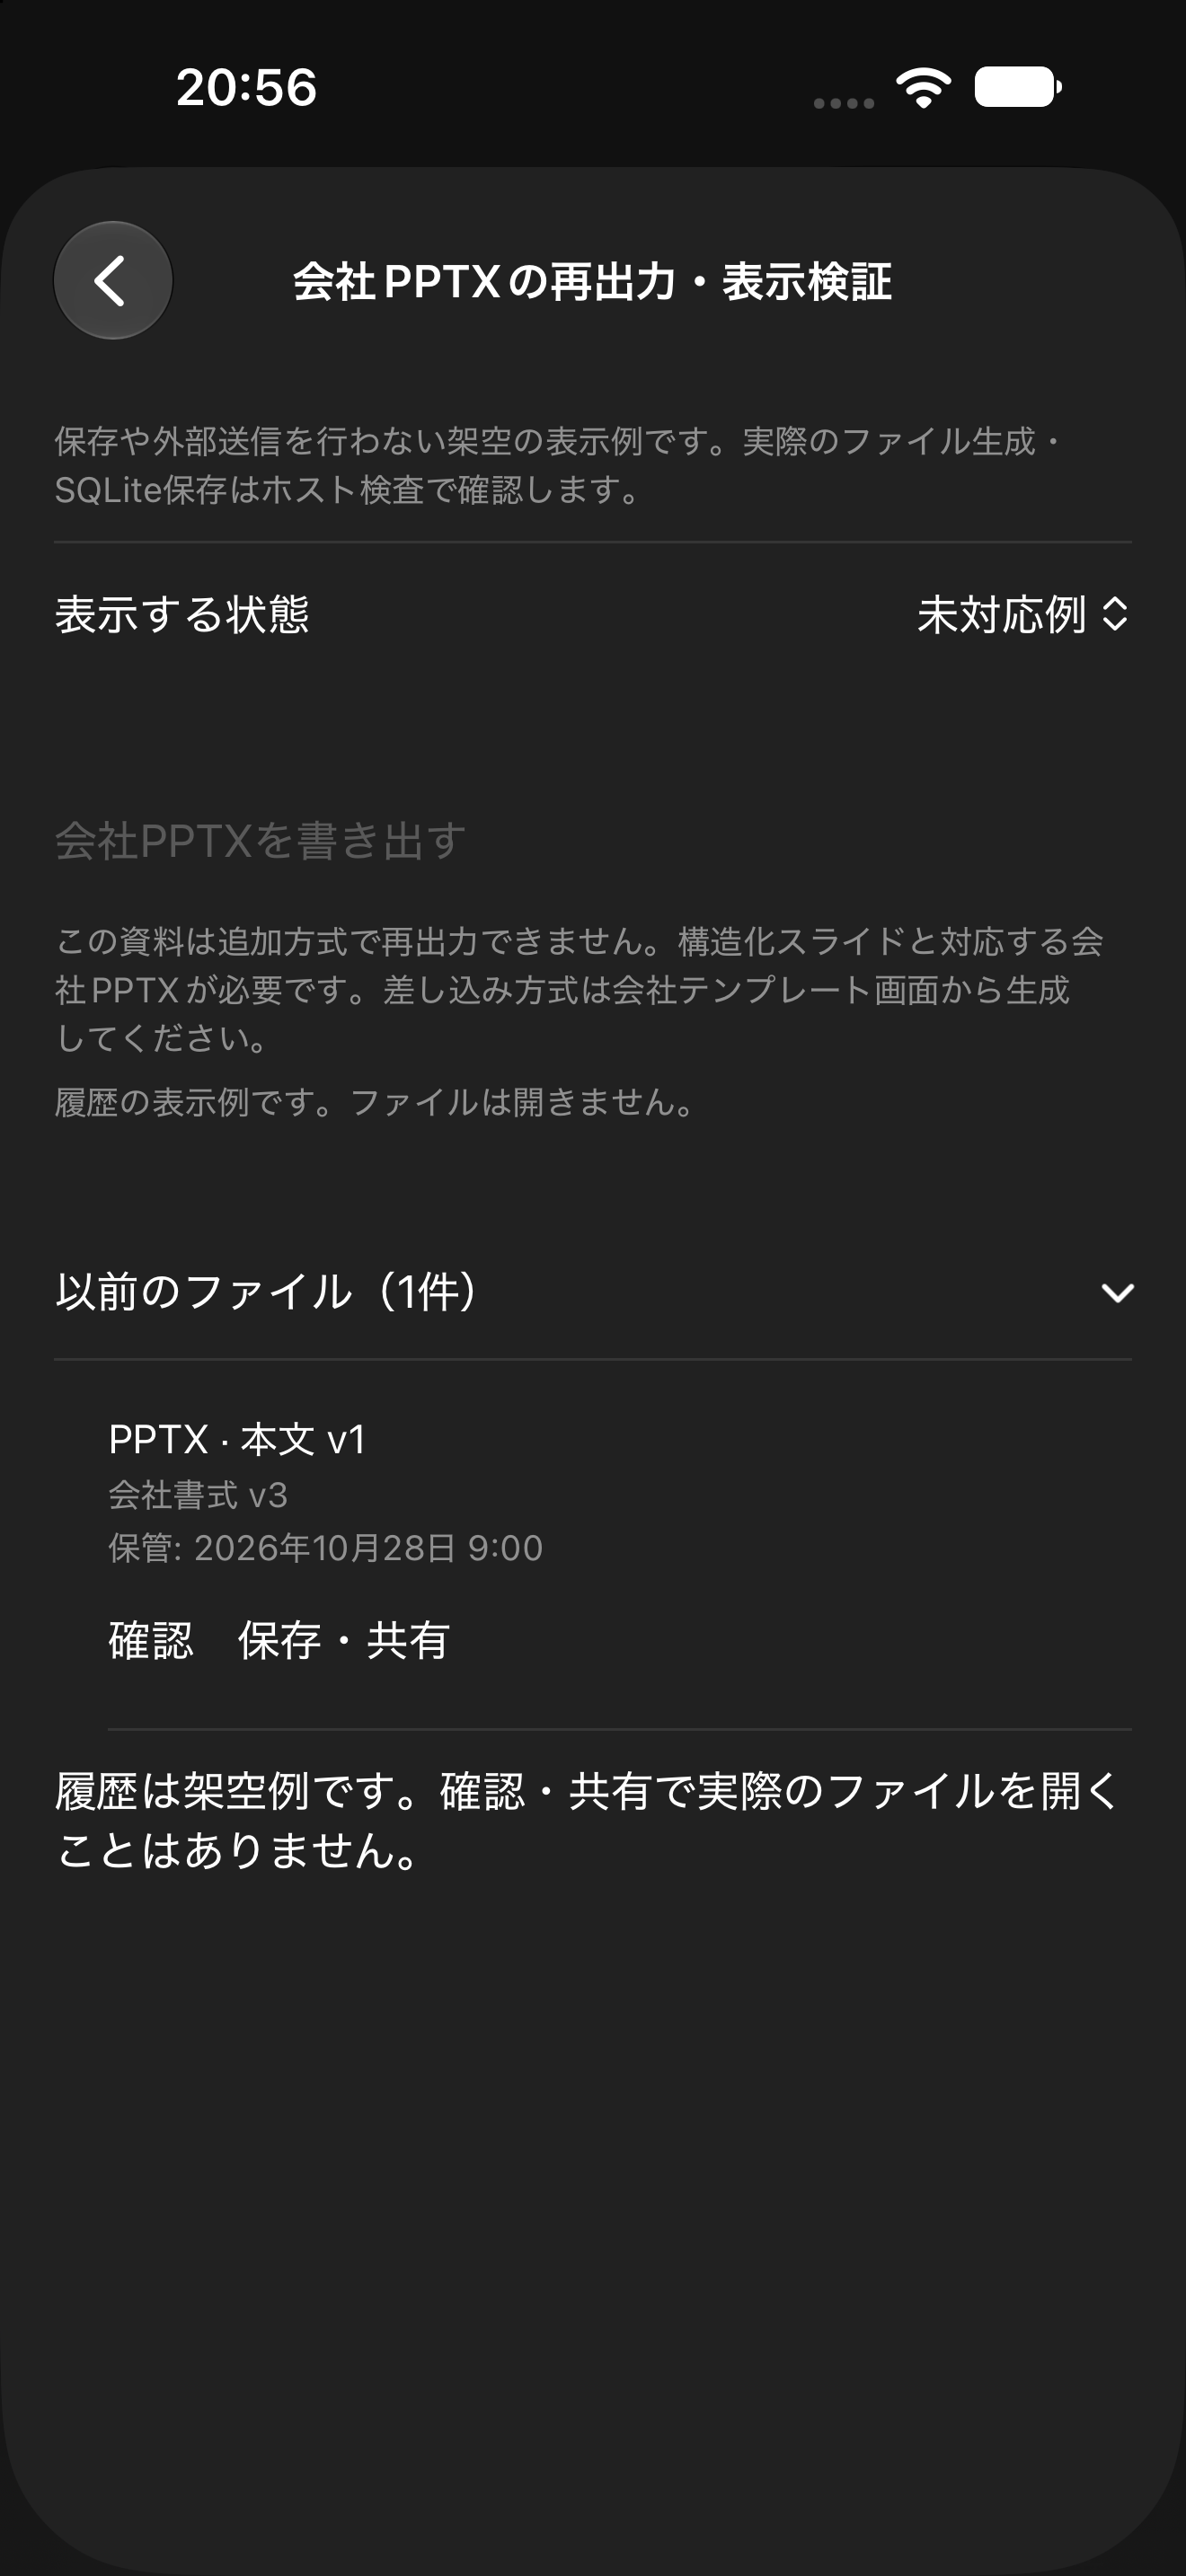 20:56
会社PPTXの再出力・表示検証
保存や外部送信を行わない架空の表示例です。実際のファイル生成・
SQLite保存はホスト検査で確認します。
表示する状態
未対応例
会社PPTXを書き出す
この資料は追加方式で再出力できません。構造化スライドと対応する会
社PPTXが必要です。差し込み方式は会社テンプレート画面から生成
してください。
履歴の表示例です。ファイルは開きません。
以前のファイル（1件）
PPTX · 本文 v1
会社書式 v3
保管: 2026年10月28日 9:00
確認 保存・共有
履歴は架空例です。確認・共有で実際のファイルを開く
ことはありません。